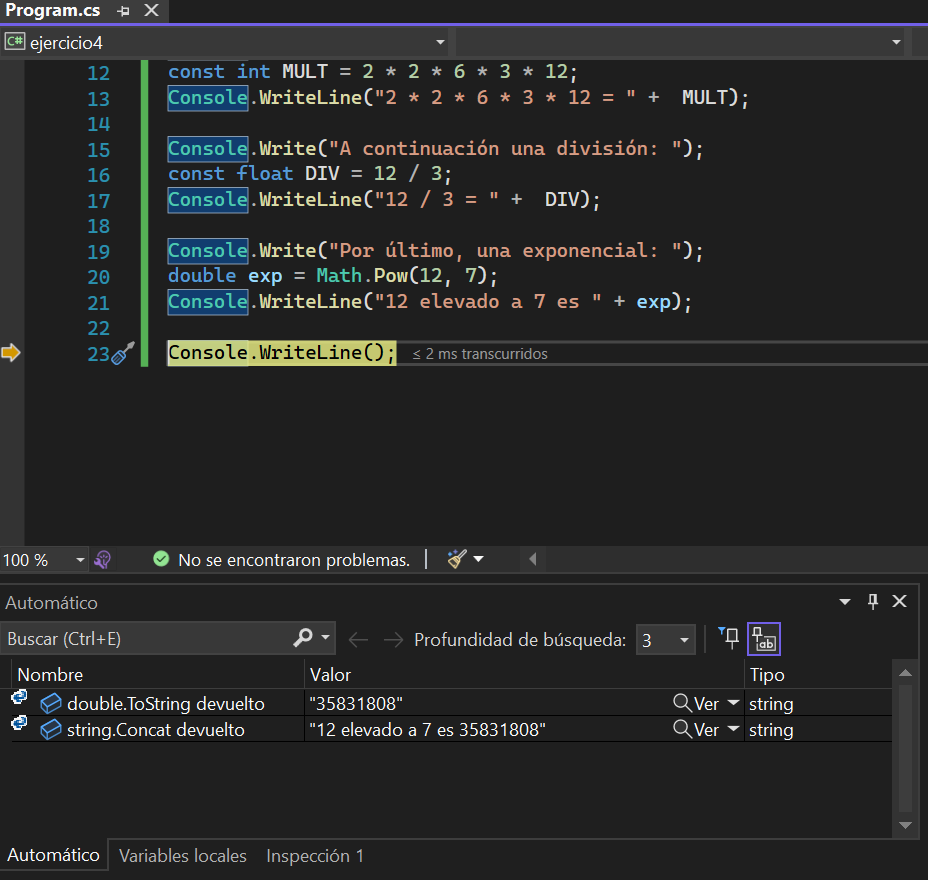 Program.cs
C# ejercicio4
12 const int MULT = 2 * 2 * 6 * 3 * 12;
13 Console.WriteLine("2 * 2 * 6 * 3 * 12 = " +  MULT);
14
15 Console.Write("A continuación una división: ");
16 const float DIV = 12 / 3;
17 Console.WriteLine("12 / 3 = " +  DIV);
18
19 Console.Write("Por último, una exponencial: ");
20 double exp = Math.Pow(12, 7);
21 Console.WriteLine("12 elevado a 7 es " + exp);
22
23 Console.WriteLine(); ≤ 2 ms transcurridos
100 % No se encontraron problemas.
Automático
Buscar (Ctrl+E) Profundidad de búsqueda: 3 ab
Nombre Valor Tipo
double.ToString devuelto "35831808" Ver string
string.Concat devuelto "12 elevado a 7 es 35831808" Ver string
Automático Variables locales Inspección 1